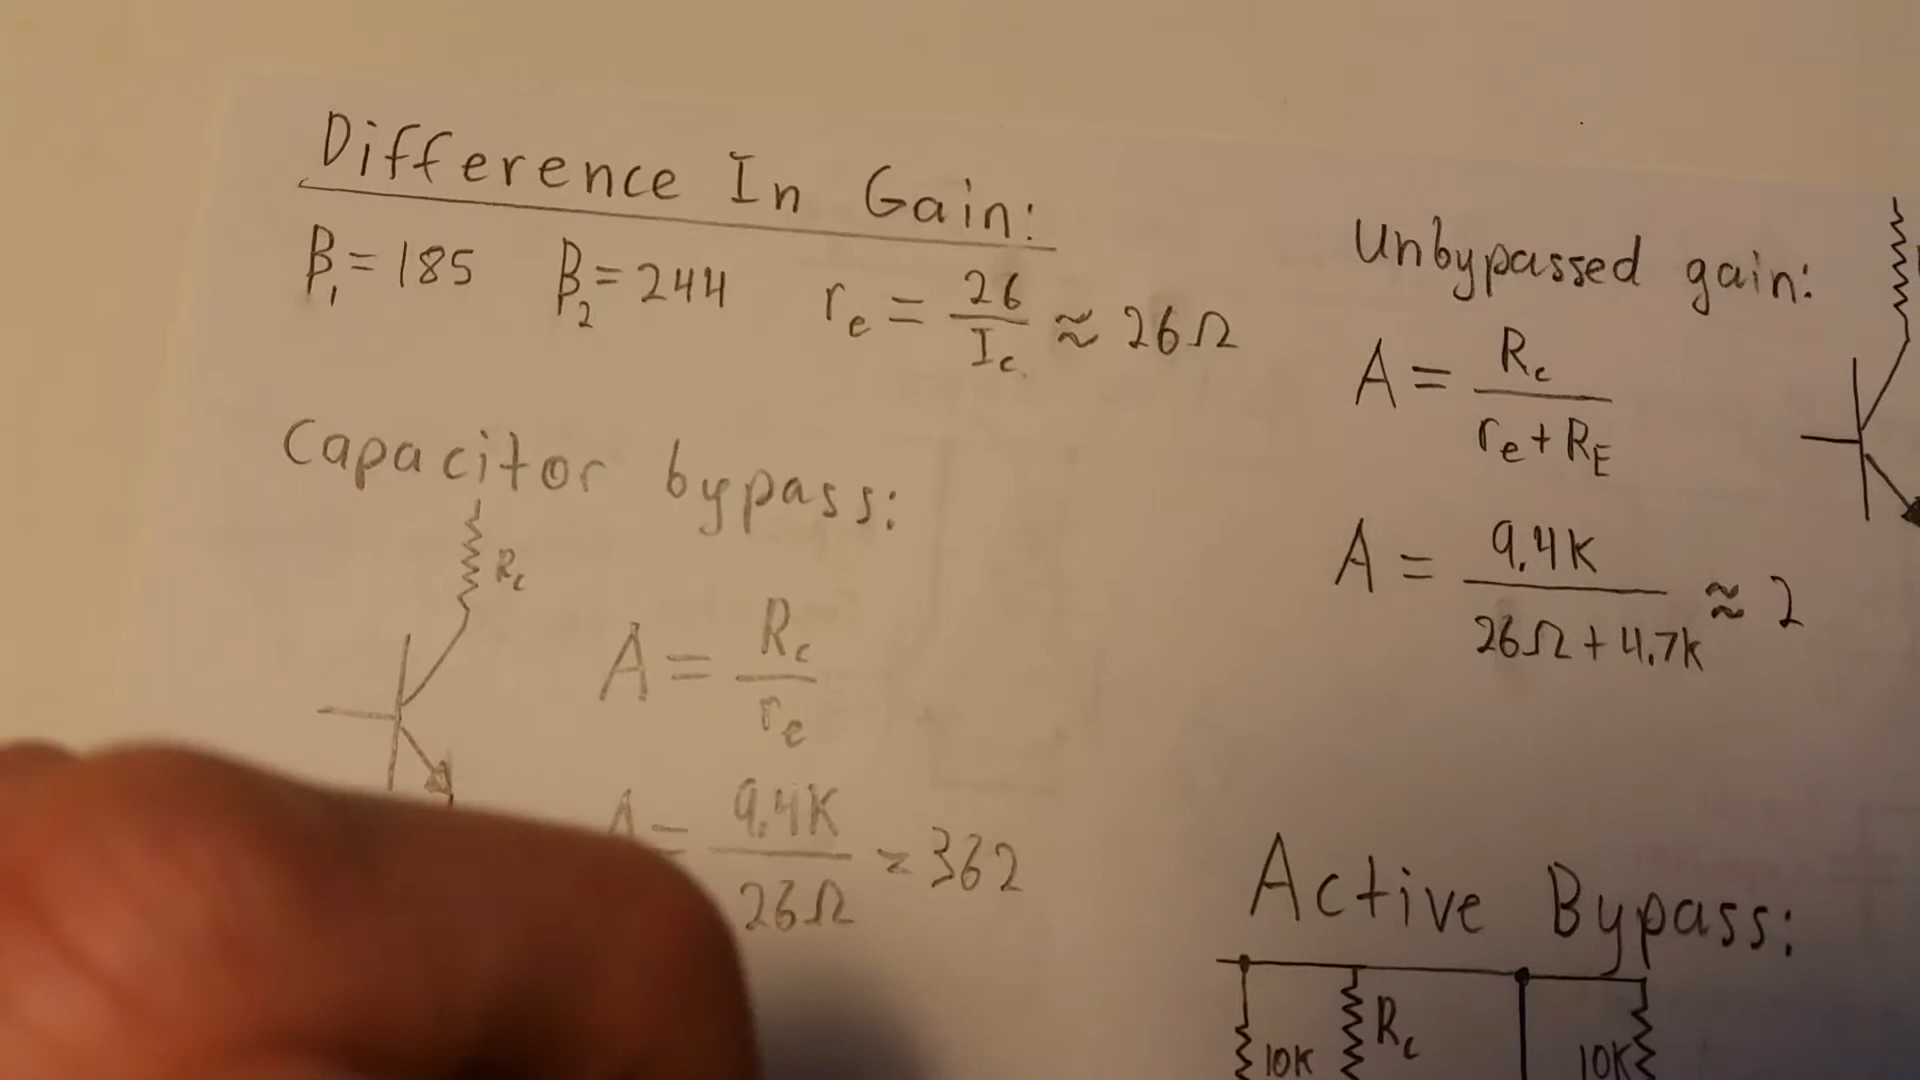 Difference In Gain:
β₁ = 185 β₂ = 244 re = 26/Ic ≈ 26Ω
Capacitor bypass:
Rc
A = Rc/re
A = 9.4K/26Ω ≈ 362
Unbypassed gain:
A = Rc/(re + RE)
A = 9.4K/(26Ω + 4.7K) ≈ 2
Active Bypass:
10K Rc 10K